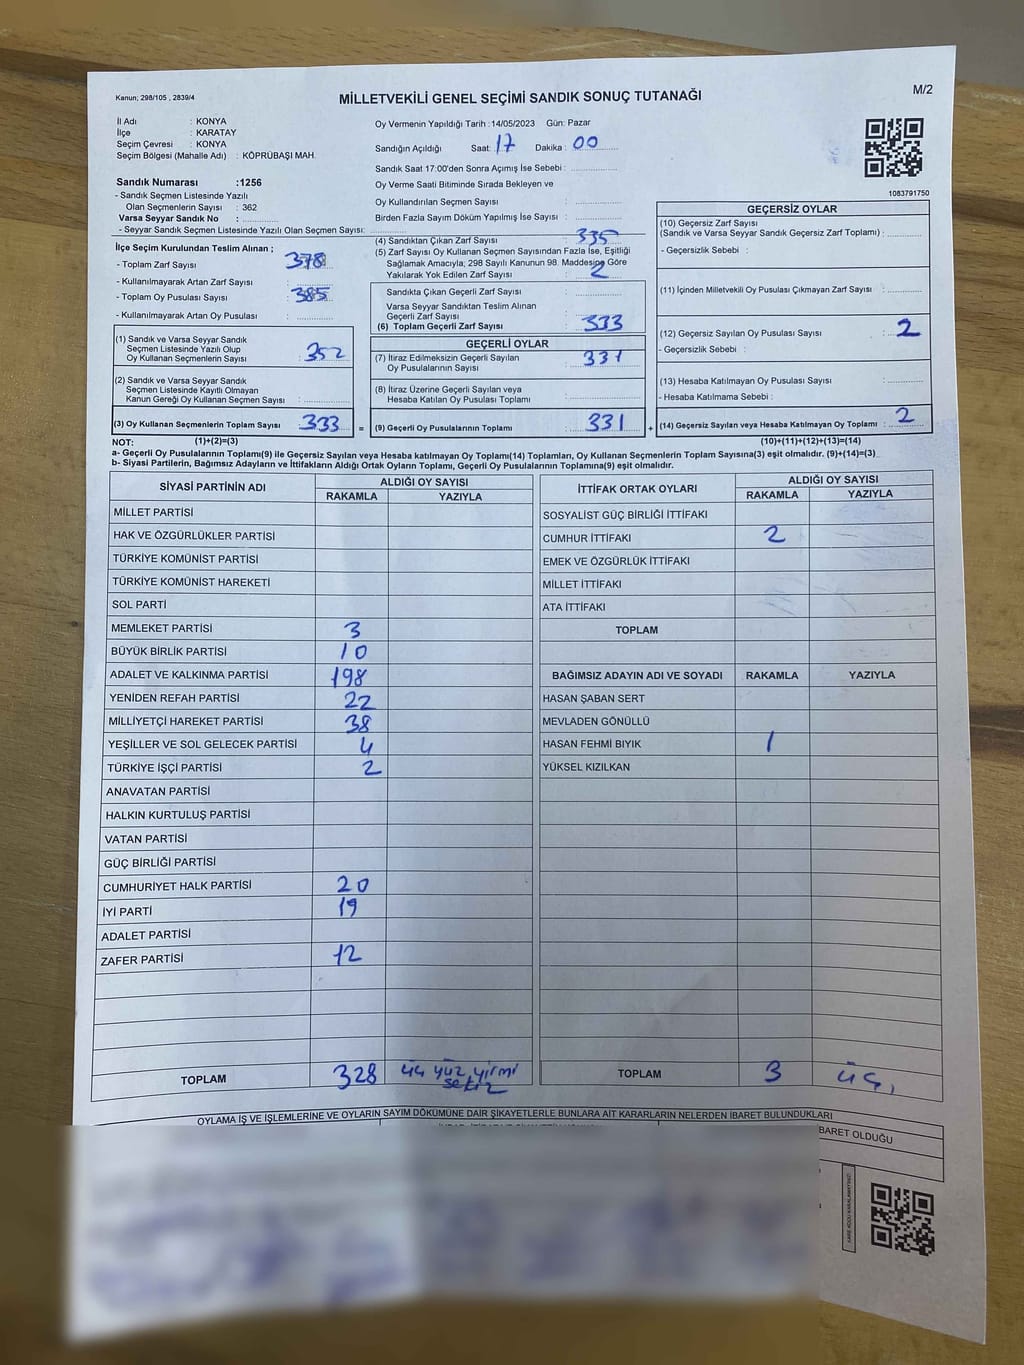 Kanun; 298/105 , 2839/4
MİLLETVEKİLİ GENEL SEÇİMİ SANDIK SONUÇ TUTANAĞI
M/2
İl Adı : KONYA
İlçe : KARATAY
Seçim Çevresi : KONYA
Seçim Bölgesi (Mahalle Adı) : KÖPRÜBAŞI MAH.
Sandık Numarası :1256
- Sandık Seçmen Listesinde Yazılı
Olan Seçmenlerin Sayısı : 362
Varsa Seyyar Sandık No :
- Seyyar Sandık Seçmen Listesinde Yazılı Olan Seçmen Sayısı:
Oy Vermenin Yapıldığı Tarih :14/05/2023 Gün: Pazar
Sandığın Açıldığı Saat: 17 Dakika : 00
Sandık Saat 17:00'den Sonra Açımış İse Sebebi :
Oy Verme Saati Bitiminde Sırada Bekleyen ve
Oy Kullandırılan Seçmen Sayısı :
Birden Fazla Sayım Döküm Yapılmış İse Sayısı :
1083791750
İlçe Seçim Kurulundan Teslim Alınan ;
- Toplam Zarf Sayısı : 378
- Kullanılmayarak Artan Zarf Sayısı :
- Toplam Oy Pusulası Sayısı : 385
- Kullanılmayarak Artan Oy Pusulası :
(1) Sandık ve Varsa Seyyar Sandık
Seçmen Listesinde Yazılı Olup
Oy Kullanan Seçmenlerin Sayısı : 352
(2) Sandık ve Varsa Seyyar Sandık
Seçmen Listesinde Kayıtlı Olmayan
Kanun Gereği Oy Kullanan Seçmen Sayısı :
(3) Oy Kullanan Seçmenlerin Toplam Sayısı : 333 =
(4) Sandıktan Çıkan Zarf Sayısı : 335
(5) Zarf Sayısı Oy Kullanan Seçmen Sayısından Fazla İse, Eşitliği
Sağlamak Amacıyla; 298 Sayılı Kanunun 98. Maddesine Göre
Yakılarak Yok Edilen Zarf Sayısı : 2
Sandıkta Çıkan Geçerli Zarf Sayısı :
Varsa Seyyar Sandıktan Teslim Alınan
Geçerli Zarf Sayısı :
(6) Toplam Geçerli Zarf Sayısı : 333
GEÇERLİ OYLAR
(7) İtiraz Edilmeksizin Geçerli Sayılan
Oy Pusulalarının Sayısı : 331
(8) İtiraz Üzerine Geçerli Sayılan veya
Hesaba Katılan Oy Pusulası Toplamı :
(9) Geçerli Oy Pusulalarının Toplamı : 331 +
GEÇERSİZ OYLAR
(10) Geçersiz Zarf Sayısı
(Sandık ve Varsa Seyyar Sandık Geçersiz Zarf Toplamı) :
- Geçersizlik Sebebi :
(11) İçinden Milletvekili Oy Pusulası Çıkmayan Zarf Sayısı :
(12) Geçersiz Sayılan Oy Pusulası Sayısı : 2
- Geçersizlik Sebebi :
(13) Hesaba Katılmayan Oy Pusulası Sayısı :
- Hesaba Katılmama Sebebi :
(14) Geçersiz Sayılan veya Hesaba Katılmayan Oy Toplamı : 2
NOT: (1)+(2)=(3) (10)+(11)+(12)+(13)=(14)
a- Geçerli Oy Pusulalarının Toplamı(9) ile Geçersiz Sayılan veya Hesaba katılmayan Oy Toplamı(14) Toplamları, Oy Kullanan Seçmenlerin Toplam Sayısına(3) eşit olmalıdır. (9)+(14)=(3)
b- Siyasi Partilerin, Bağımsız Adayların ve İttifakların Aldığı Ortak Oyların Toplamı, Geçerli Oy Pusulalarının Toplamına(9) eşit olmalıdır.
SİYASİ PARTİNİN ADI ALDIĞI OY SAYISI
RAKAMLA YAZIYLA
MİLLET PARTİSİ
HAK VE ÖZGÜRLÜKLER PARTİSİ
TÜRKİYE KOMÜNİST PARTİSİ
TÜRKİYE KOMÜNİST HAREKETİ
SOL PARTİ
MEMLEKET PARTİSİ 3
BÜYÜK BİRLİK PARTİSİ 10
ADALET VE KALKINMA PARTİSİ 198
YENİDEN REFAH PARTİSİ 22
MİLLİYETÇİ HAREKET PARTİSİ 38
YEŞİLLER VE SOL GELECEK PARTİSİ 4
TÜRKİYE İŞÇİ PARTİSİ 2
ANAVATAN PARTİSİ
HALKIN KURTULUŞ PARTİSİ
VATAN PARTİSİ
GÜÇ BİRLİĞİ PARTİSİ
CUMHURİYET HALK PARTİSİ 20
İYİ PARTİ 19
ADALET PARTİSİ
ZAFER PARTİSİ 12
TOPLAM 328 üç yüz yirmi
sekiz
İTTİFAK ORTAK OYLARI ALDIĞI OY SAYISI
RAKAMLA YAZIYLA
SOSYALİST GÜÇ BİRLİĞİ İTTİFAKI
CUMHUR İTTİFAKI 2
EMEK VE ÖZGÜRLÜK İTTİFAKI
MİLLET İTTİFAKI
ATA İTTİFAKI
TOPLAM
BAĞIMSIZ ADAYIN ADI VE SOYADI RAKAMLA YAZIYLA
HASAN ŞABAN SERT
MEVLADEN GÖNÜLLÜ
HASAN FEHMİ BIYIK 1
YÜKSEL KIZILKAN
TOPLAM 3 üç,
OYLAMA İŞ VE İŞLEMLERİNE VE OYLARIN SAYIM DÖKÜMÜNE DAİR ŞİKAYETLERLE BUNLARA AİT KARARLARIN NELERDEN İBARET BULUNDUKLARI
BARET OLDUĞU